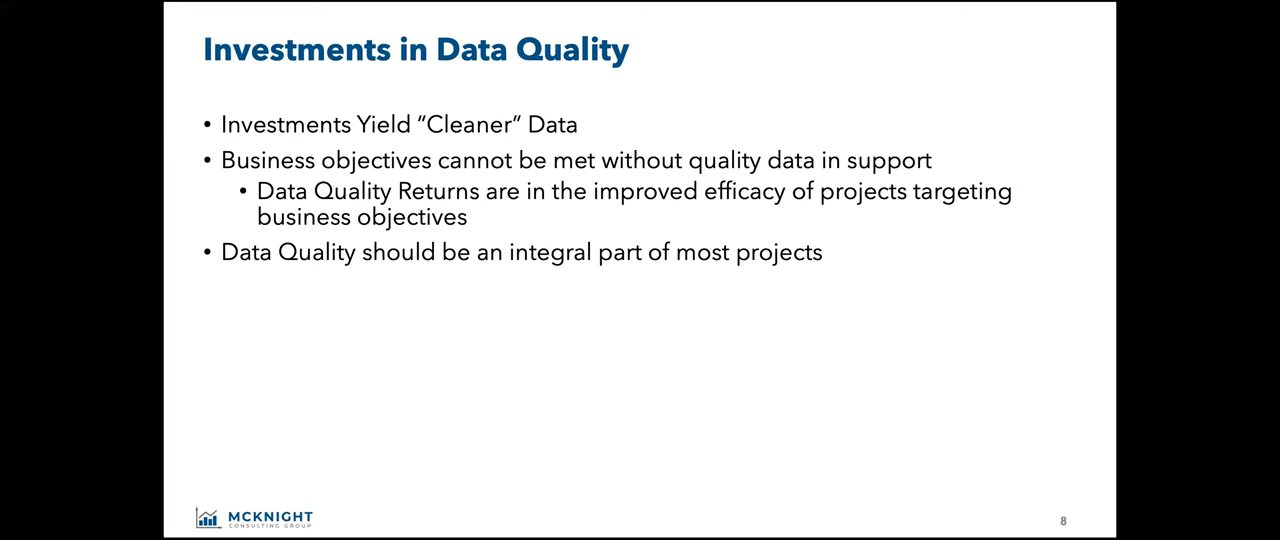 Investments in Data Quality
• Investments Yield “Cleaner” Data
• Business objectives cannot be met without quality data in support
• Data Quality Returns are in the improved efficacy of projects targeting
business objectives
• Data Quality should be an integral part of most projects
MCKNIGHT
CONSULTING GROUP
8